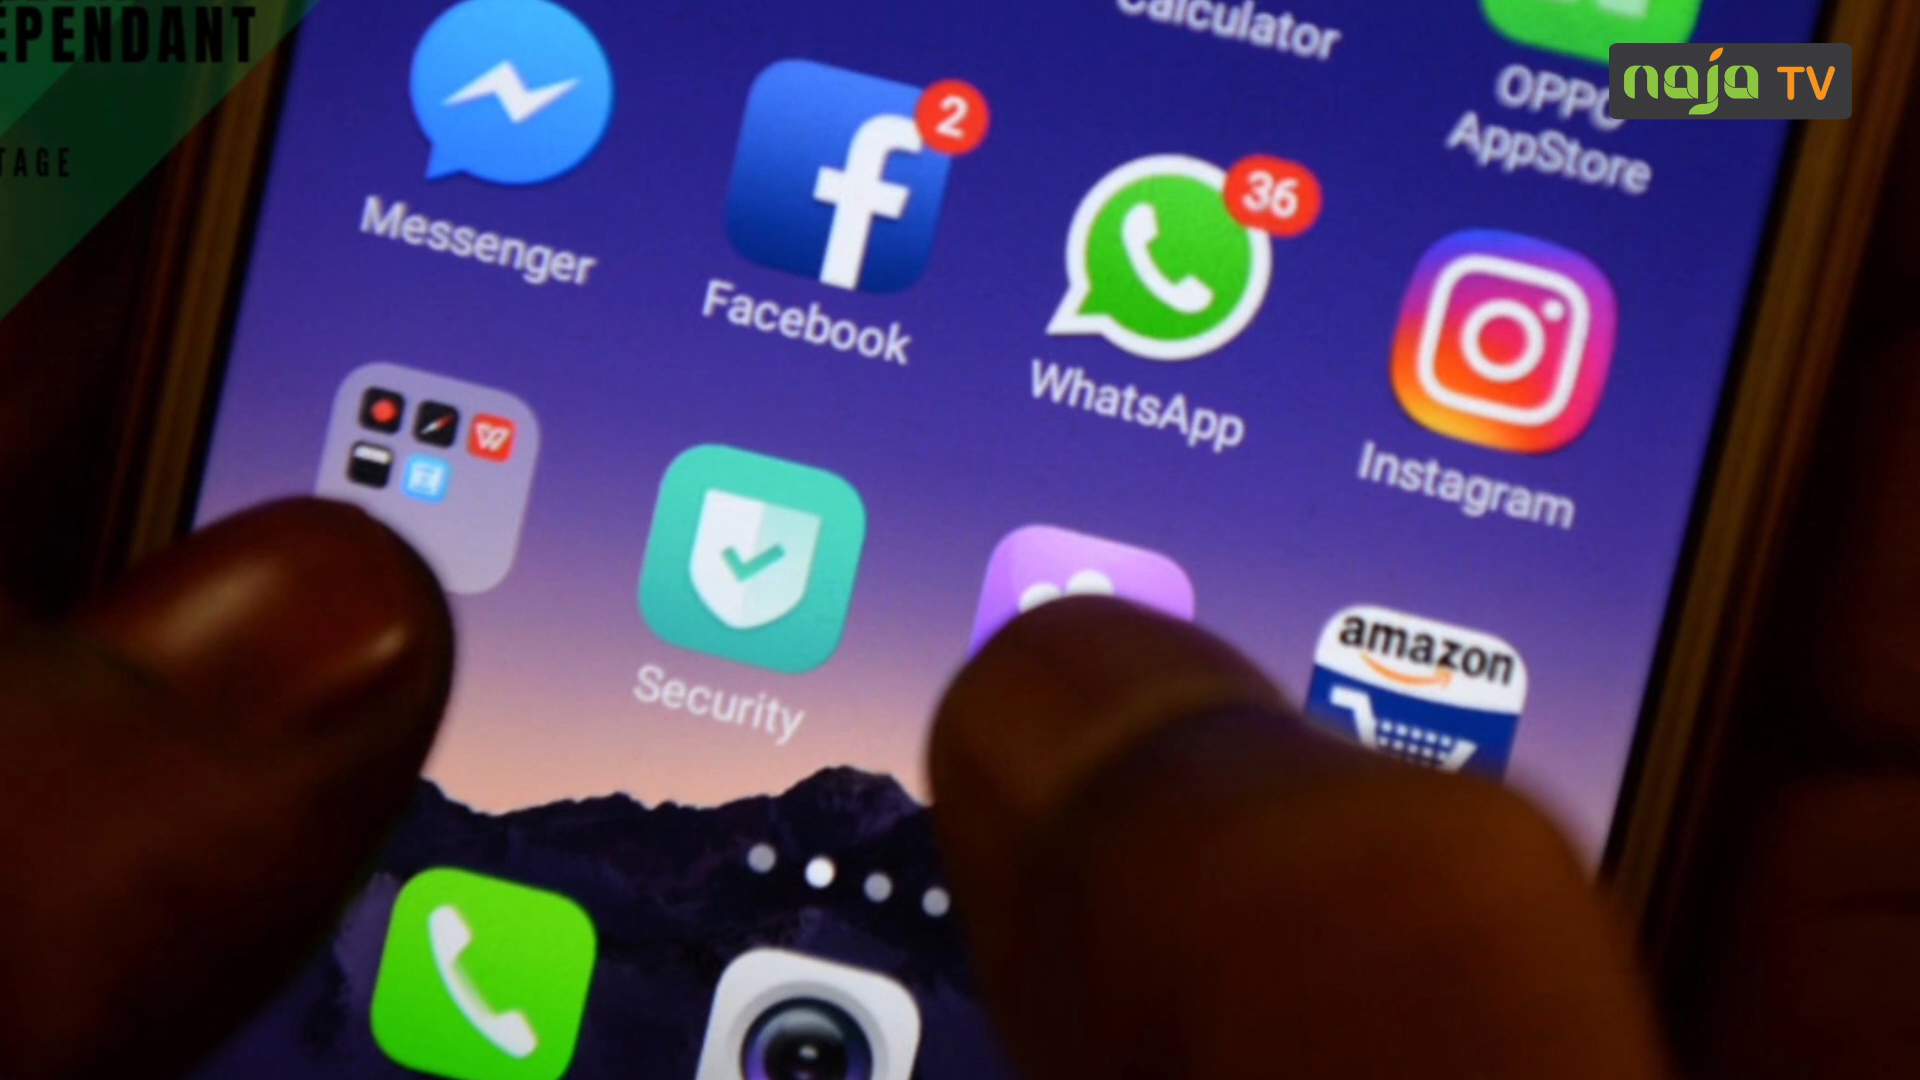 EPENDANT
TAGE
Calculator
OPPO
AppStore
naja TV
Messenger
Facebook
2
WhatsApp
36
Instagram
Security
amazon